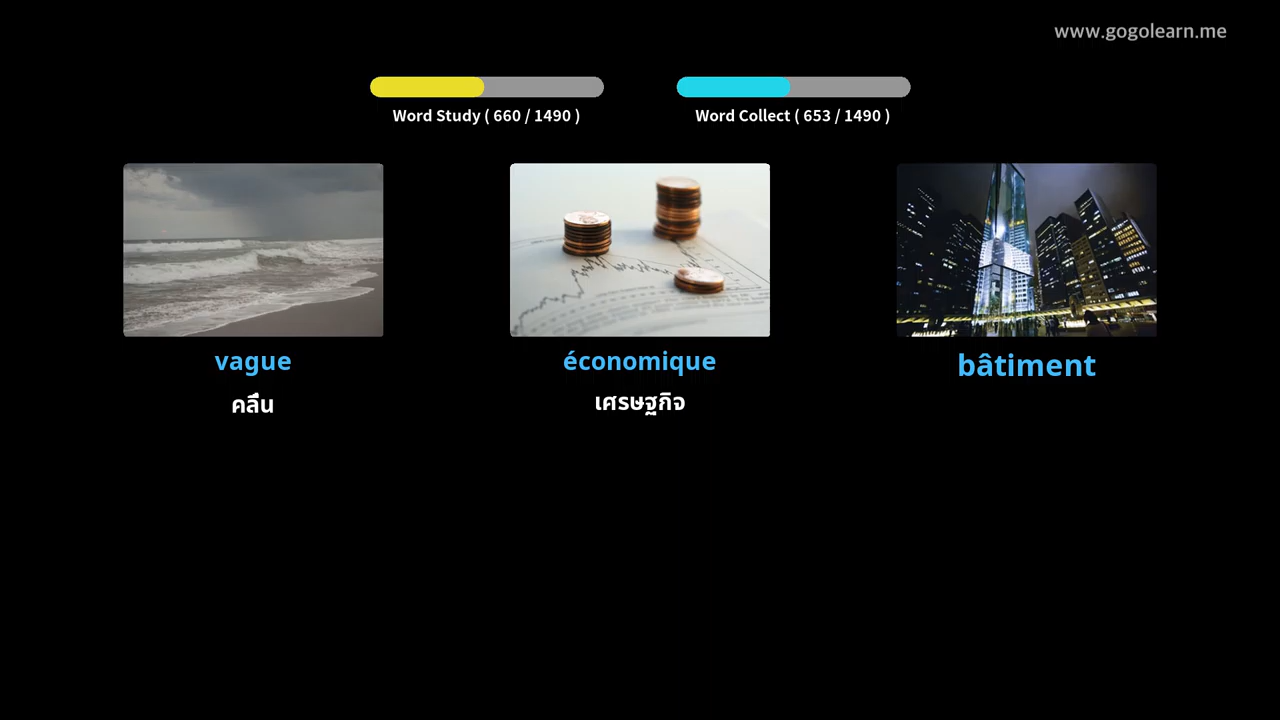 www.gogolearn.me
Word Study ( 660 / 1490 )
Word Collect ( 653 / 1490 )
vague
économique
bâtiment
คลื่น
เศรษฐกิจ